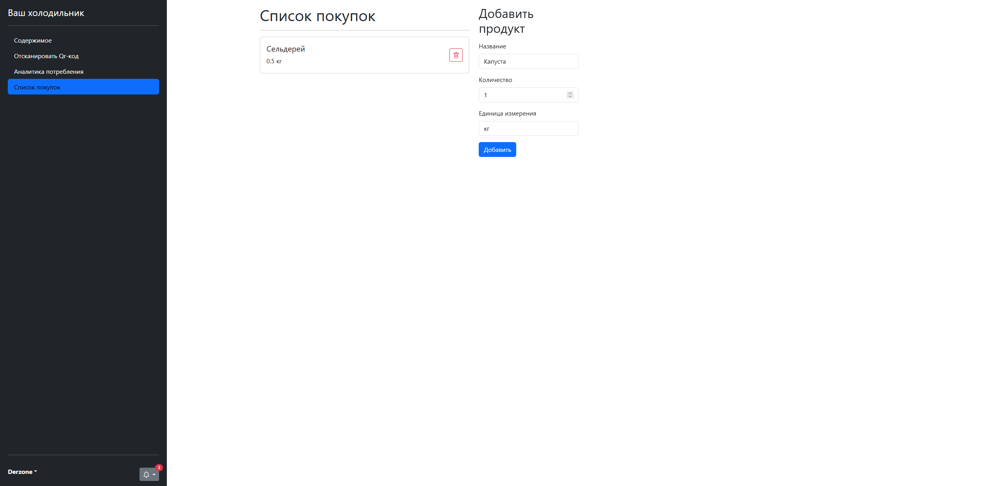 Ваш холодильник
Содержимое
Отсканировать Qr-код
Аналитика потребления
Список покупок
Derzone
3
Список покупок
Сельдерей
0.5 кг
Добавить
продукт
Название
Капуста
Количество
1
Единица измерения
кг
Добавить